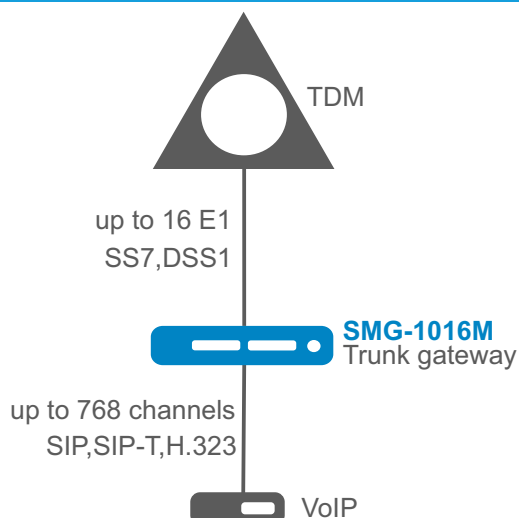 TDM
up to 16 E1
SS7,DSS1
SMG-1016M
Trunk gateway
up to 768 channels
SIP,SIP-T,H.323
VoIP